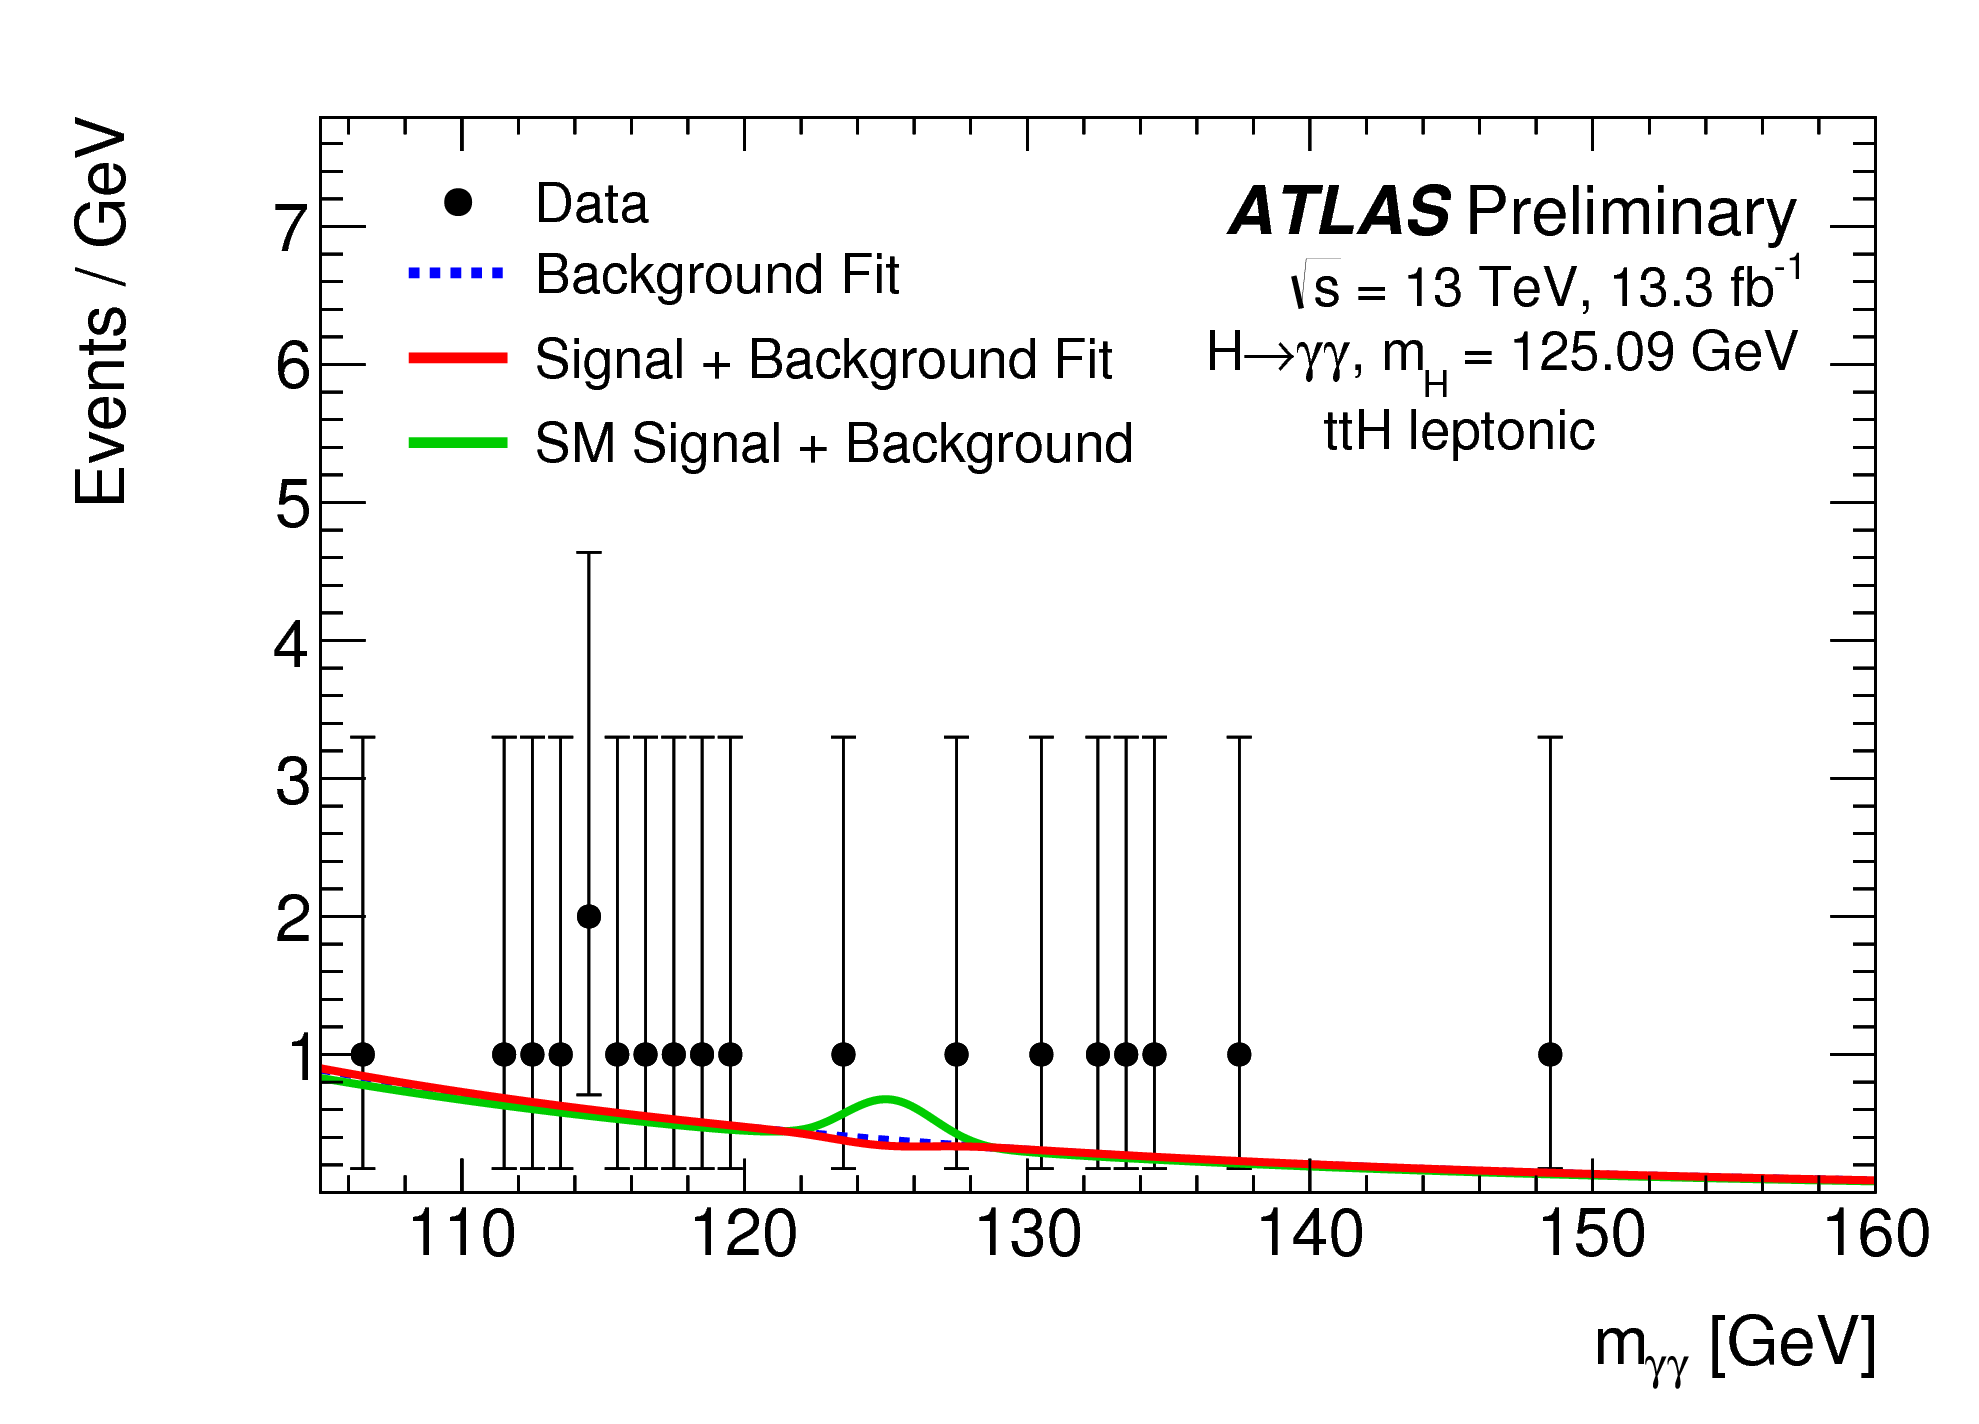 Events / GeV
7
6
5
4
3
2
1
Data
Background Fit
Signal + Background Fit
SM Signal + Background
ATLAS Preliminary
√s = 13 TeV, 13.3 fb⁻¹
H→γγ, m_H = 125.09 GeV
ttH leptonic
110 120 130 140 150 160
m_γγ [GeV]